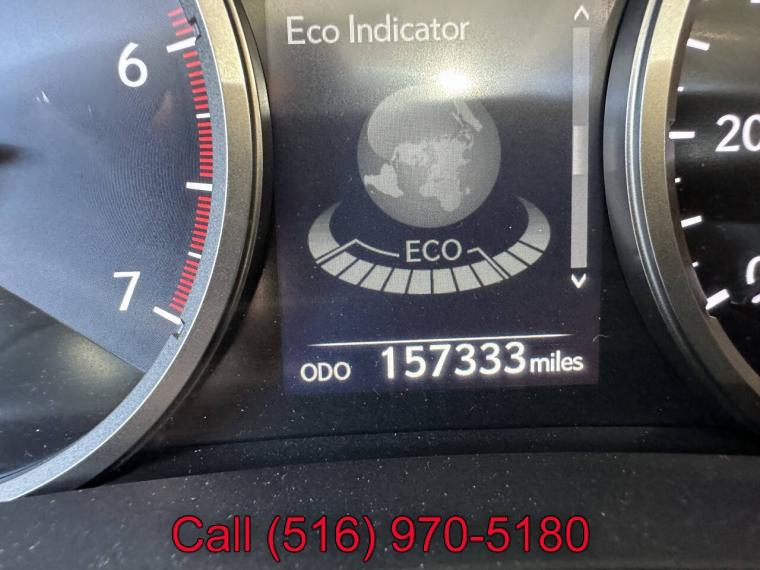 Eco Indicator
6
20
ECO
7
ODO 157333 miles
Call (516) 970-5180